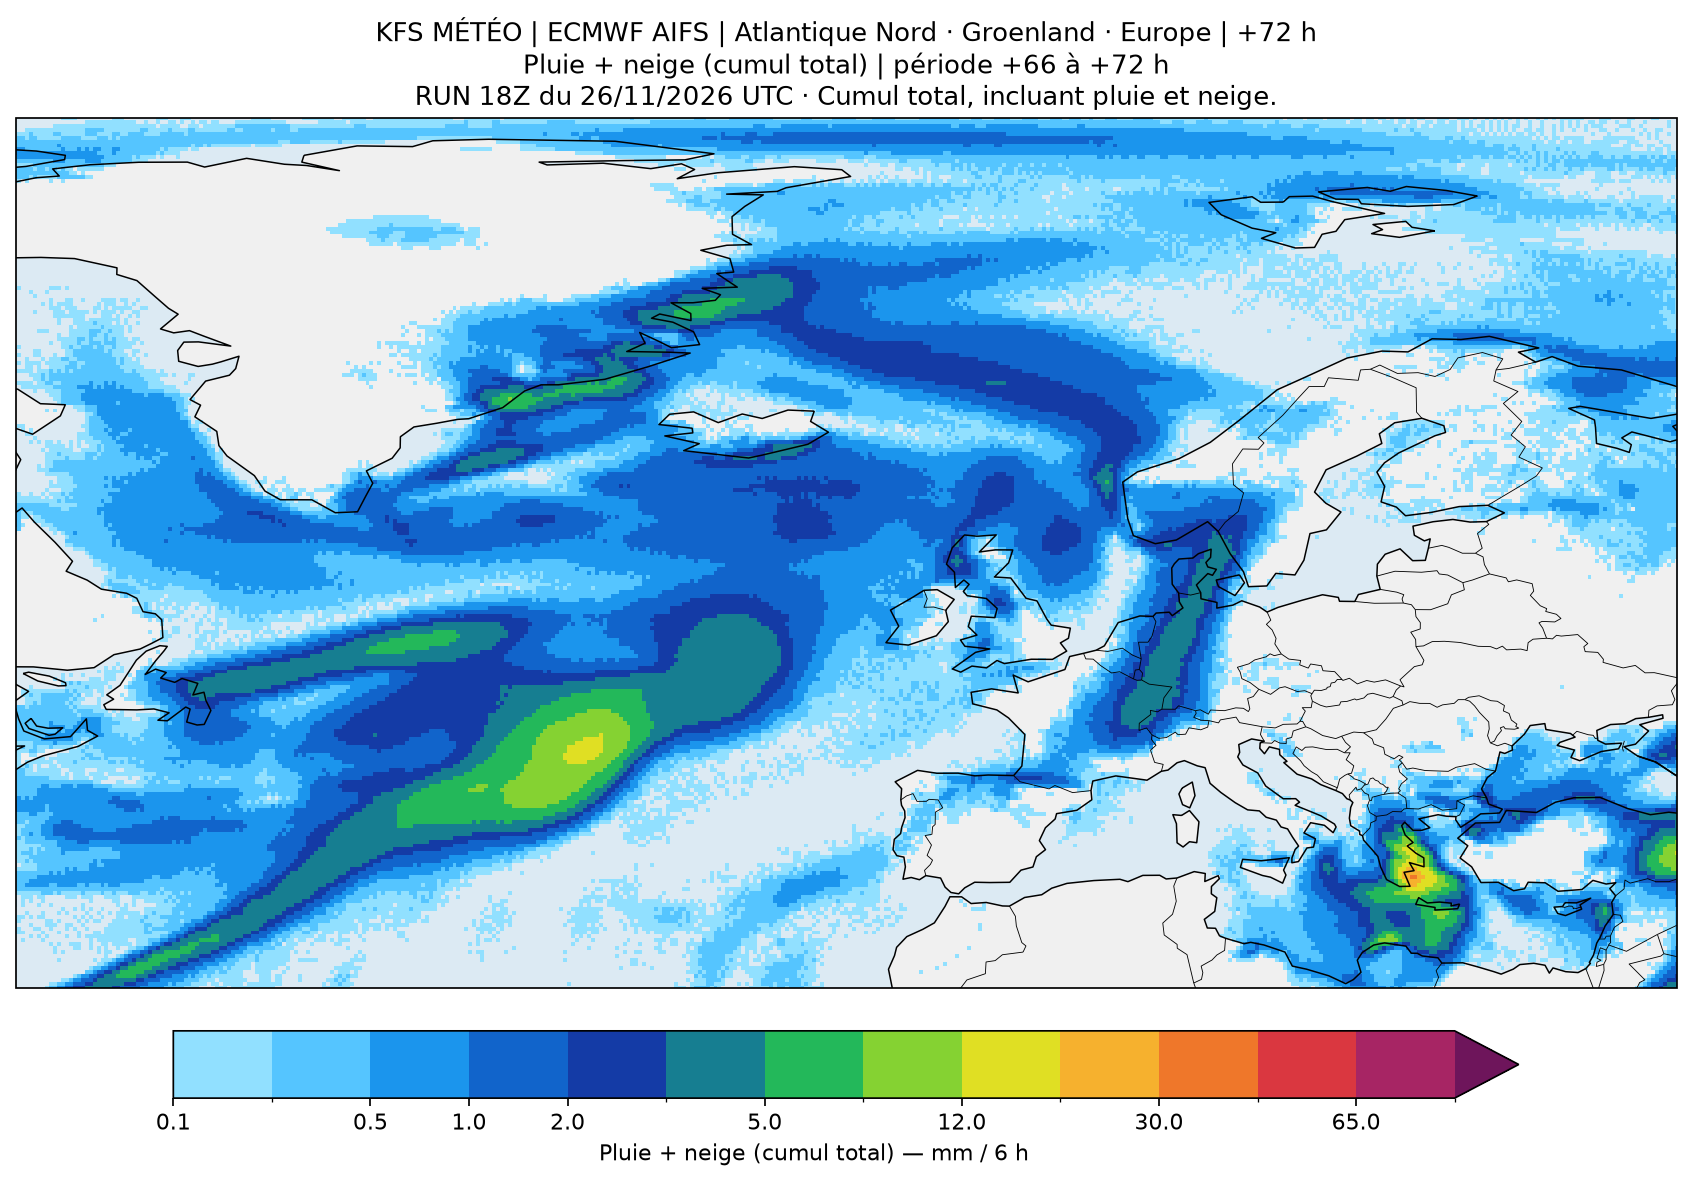 KFS MÉTÉO | ECMWF AIFS | Atlantique Nord · Groenland · Europe | +72 h
Pluie + neige (cumul total) | période +66 à +72 h
RUN 18Z du 26/11/2026 UTC · Cumul total, incluant pluie et neige.
0.1 0.5 1.0 2.0 5.0 12.0 30.0 65.0
Pluie + neige (cumul total) — mm / 6 h